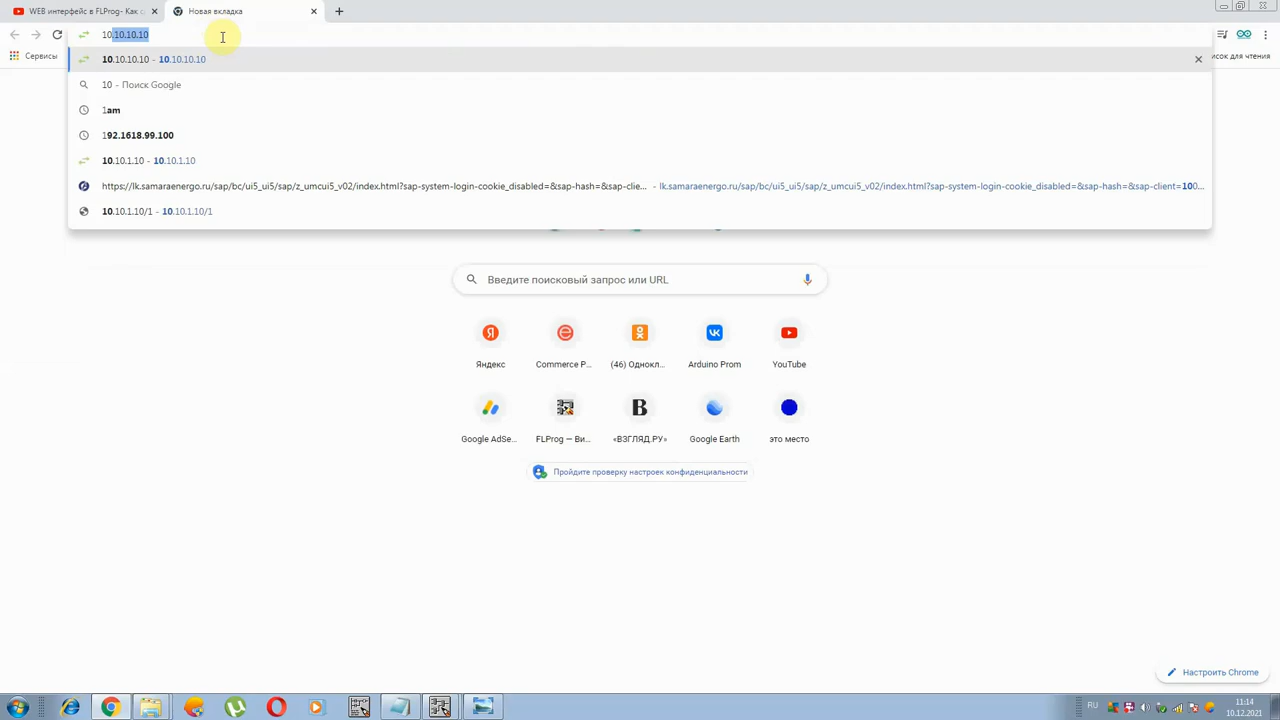 WEB интерфейс в FLProg- Как с
Новая вкладка
10.10.10.10
Сервисы
исок для чтения
10.10.10.10 - 10.10.10.10
10 - Поиск Google
1am
192.1618.99.100
10.10.1.10 - 10.10.1.10
https://lk.samaraenergo.ru/sap/bc/ui5_ui5/sap/z_umcui5_v02/index.html?sap-system-login-cookie_disabled=&sap-hash=&sap-clie... - lk.samaraenergo.ru/sap/bc/ui5_ui5/sap/z_umcui5_v02/index.html?sap-system-login-cookie_disabled=&sap-hash=&sap-client=100...
10.10.1.10/1 - 10.10.1.10/1
Введите поисковый запрос или URL
Яндекс
Commerce P...
(46) Однокл...
Arduino Prom
YouTube
Google AdSe...
FLProg — Ви...
«ВЗГЛЯД.РУ»
Google Earth
это место
Пройдите проверку настроек конфиденциальности
Настроить Chrome
RU
11:14
10.12.2021